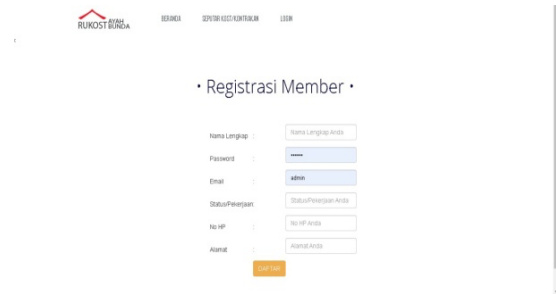 RUKOST AYAH BUNDA
BERANDA SEPUTAR KOST/KONTRAKAN LOGIN
• Registrasi Member •
Nama Lengkap : Nama Lengkap Anda
Password : ••••••
Email : admin
Status/Pekerjaan: Status/Pekerjaan Anda
No HP : No HP Anda
Alamat : Alamat Anda
DAFTAR